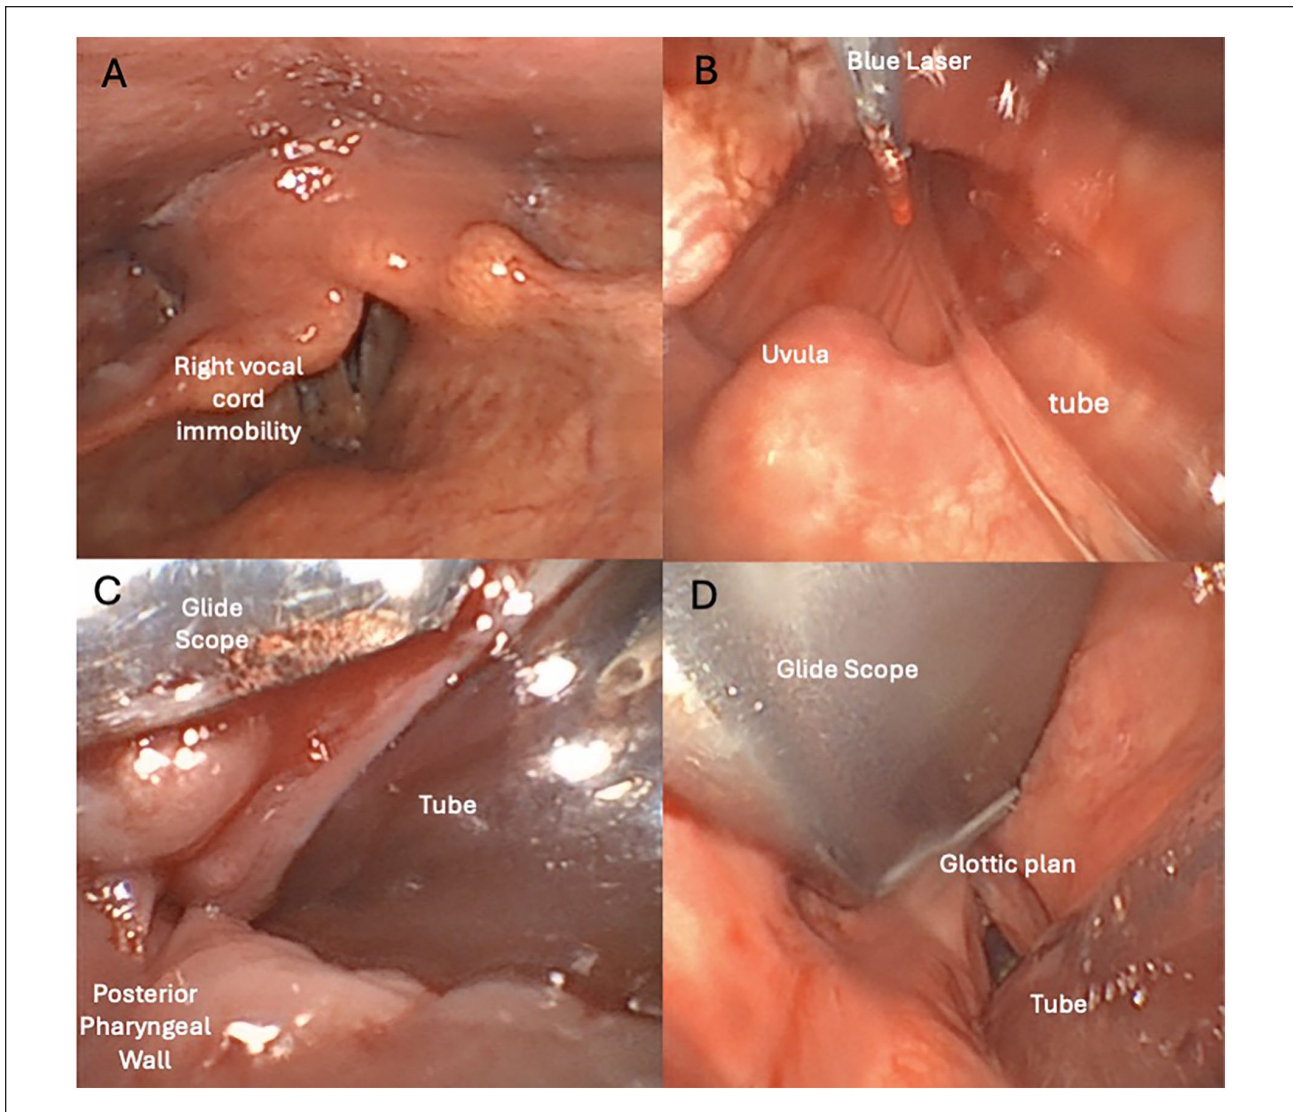 A
Right vocal
cord
immobility
B
Blue Laser
Uvula
tube
C
Glide
Scope
Tube
Posterior
Pharyngeal
Wall
D
Glide Scope
Glottic plan
Tube